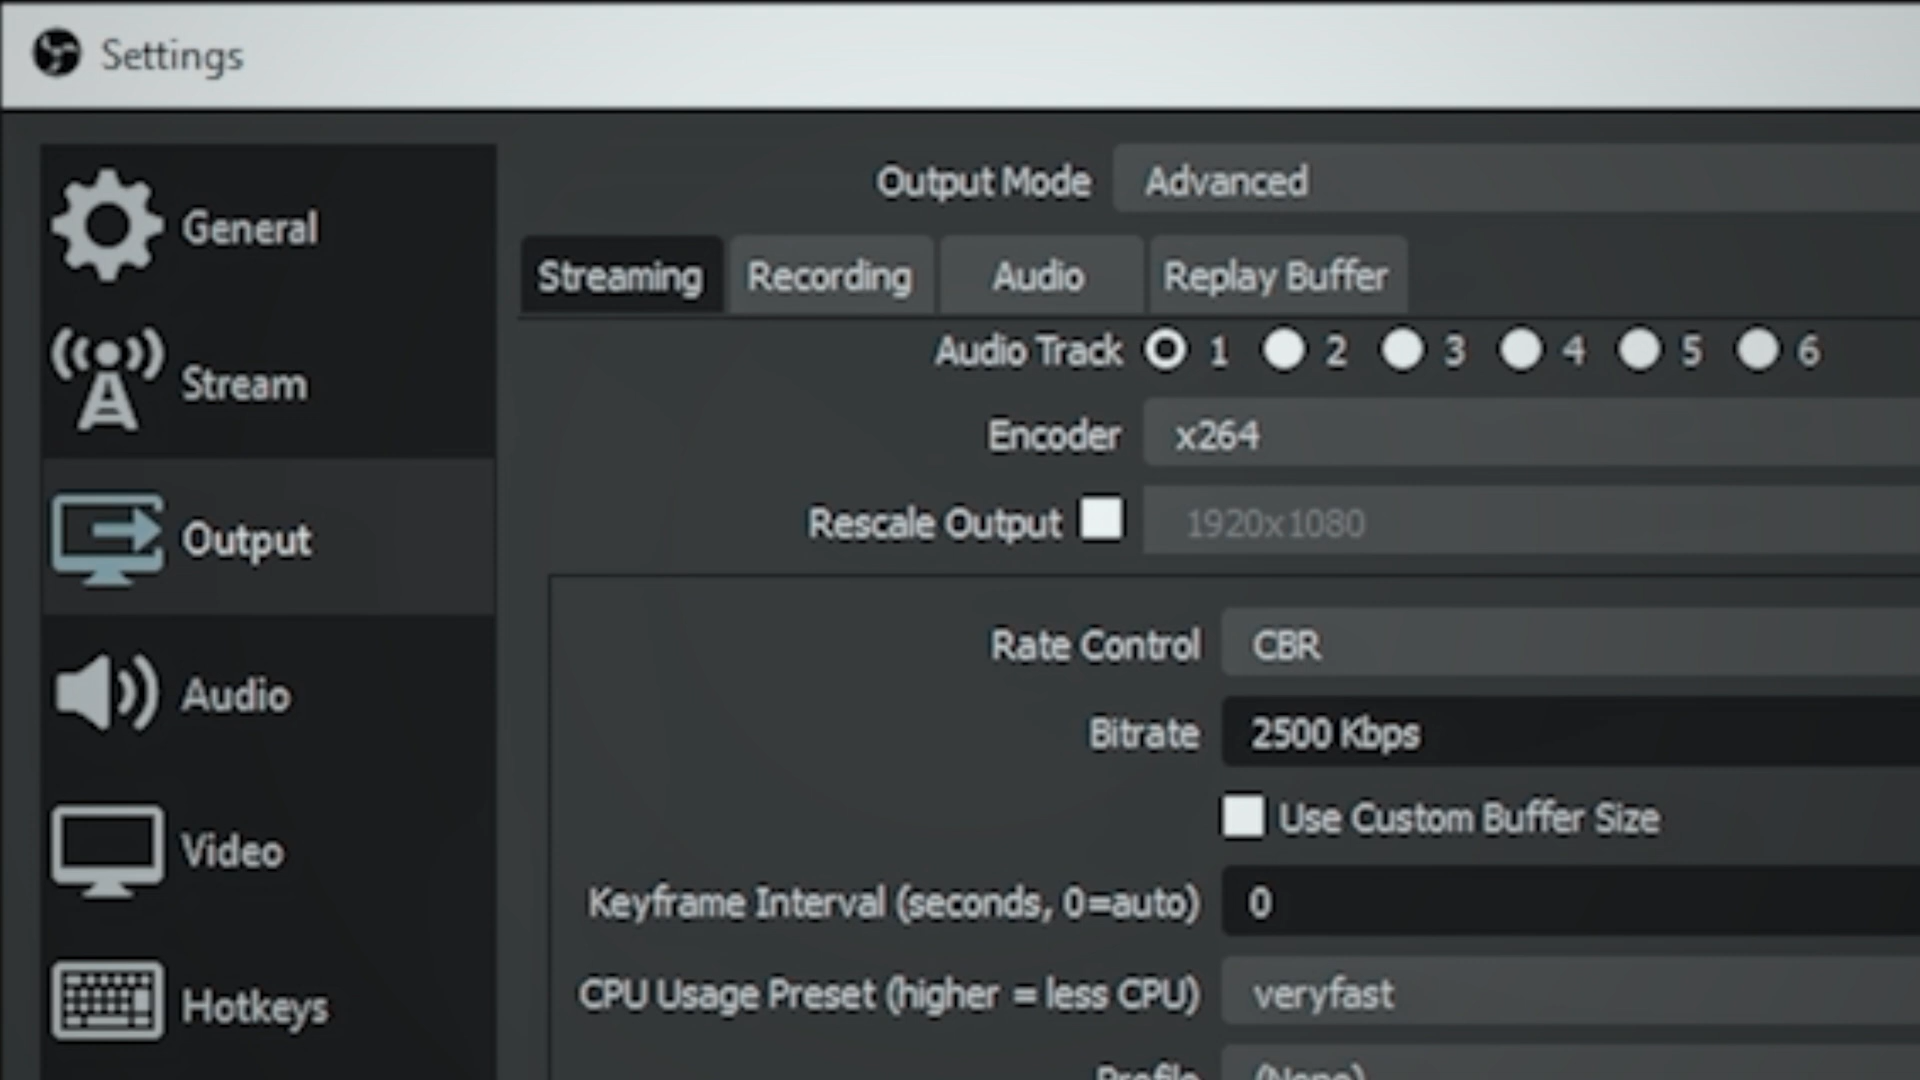 Settings
General
Stream
Output
Audio
Video
Hotkeys
Output Mode Advanced
Streaming Recording Audio Replay Buffer
Audio Track 1 2 3 4 5 6
Encoder x264
Rescale Output 1920x1080
Rate Control CBR
Bitrate 2500 Kbps
Use Custom Buffer Size
Keyframe Interval (seconds, 0=auto) 0
CPU Usage Preset (higher = less CPU) veryfast
Profile (None)